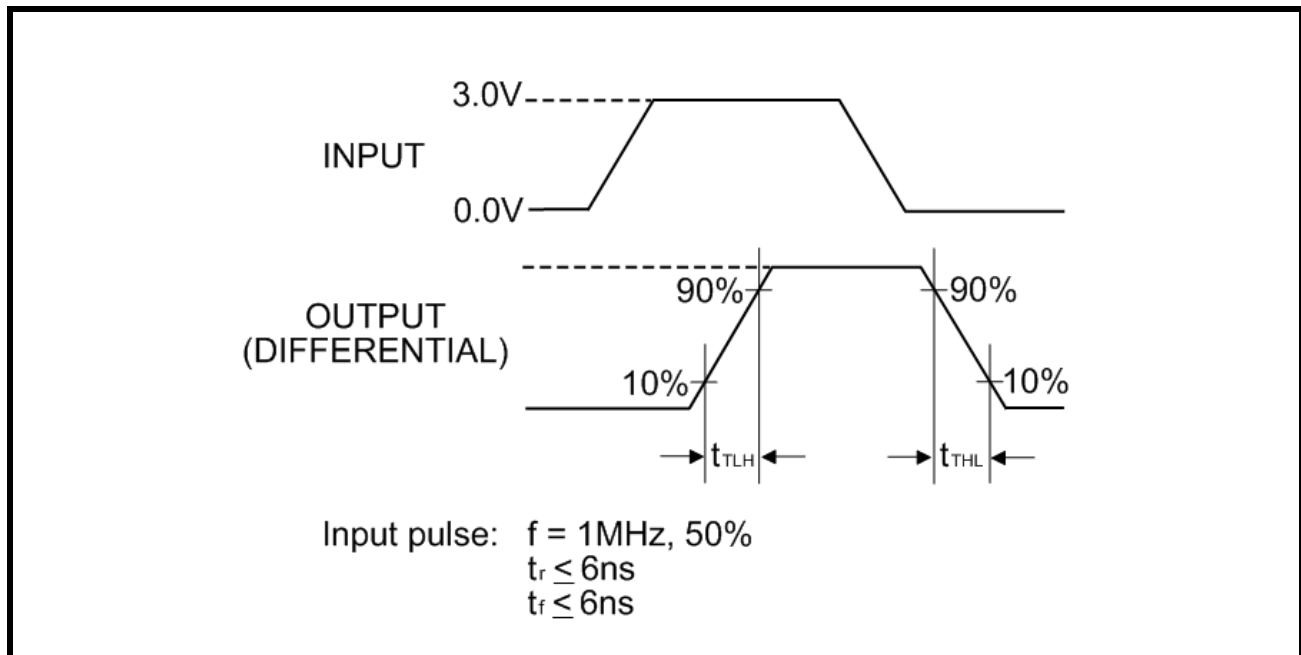 3.0V
INPUT
0.0V
90%
90%
OUTPUT
(DIFFERENTIAL)
10%
10%
tTLH
tTHL
Input pulse: f = 1MHz, 50%
tr ≤ 6ns
tf ≤ 6ns